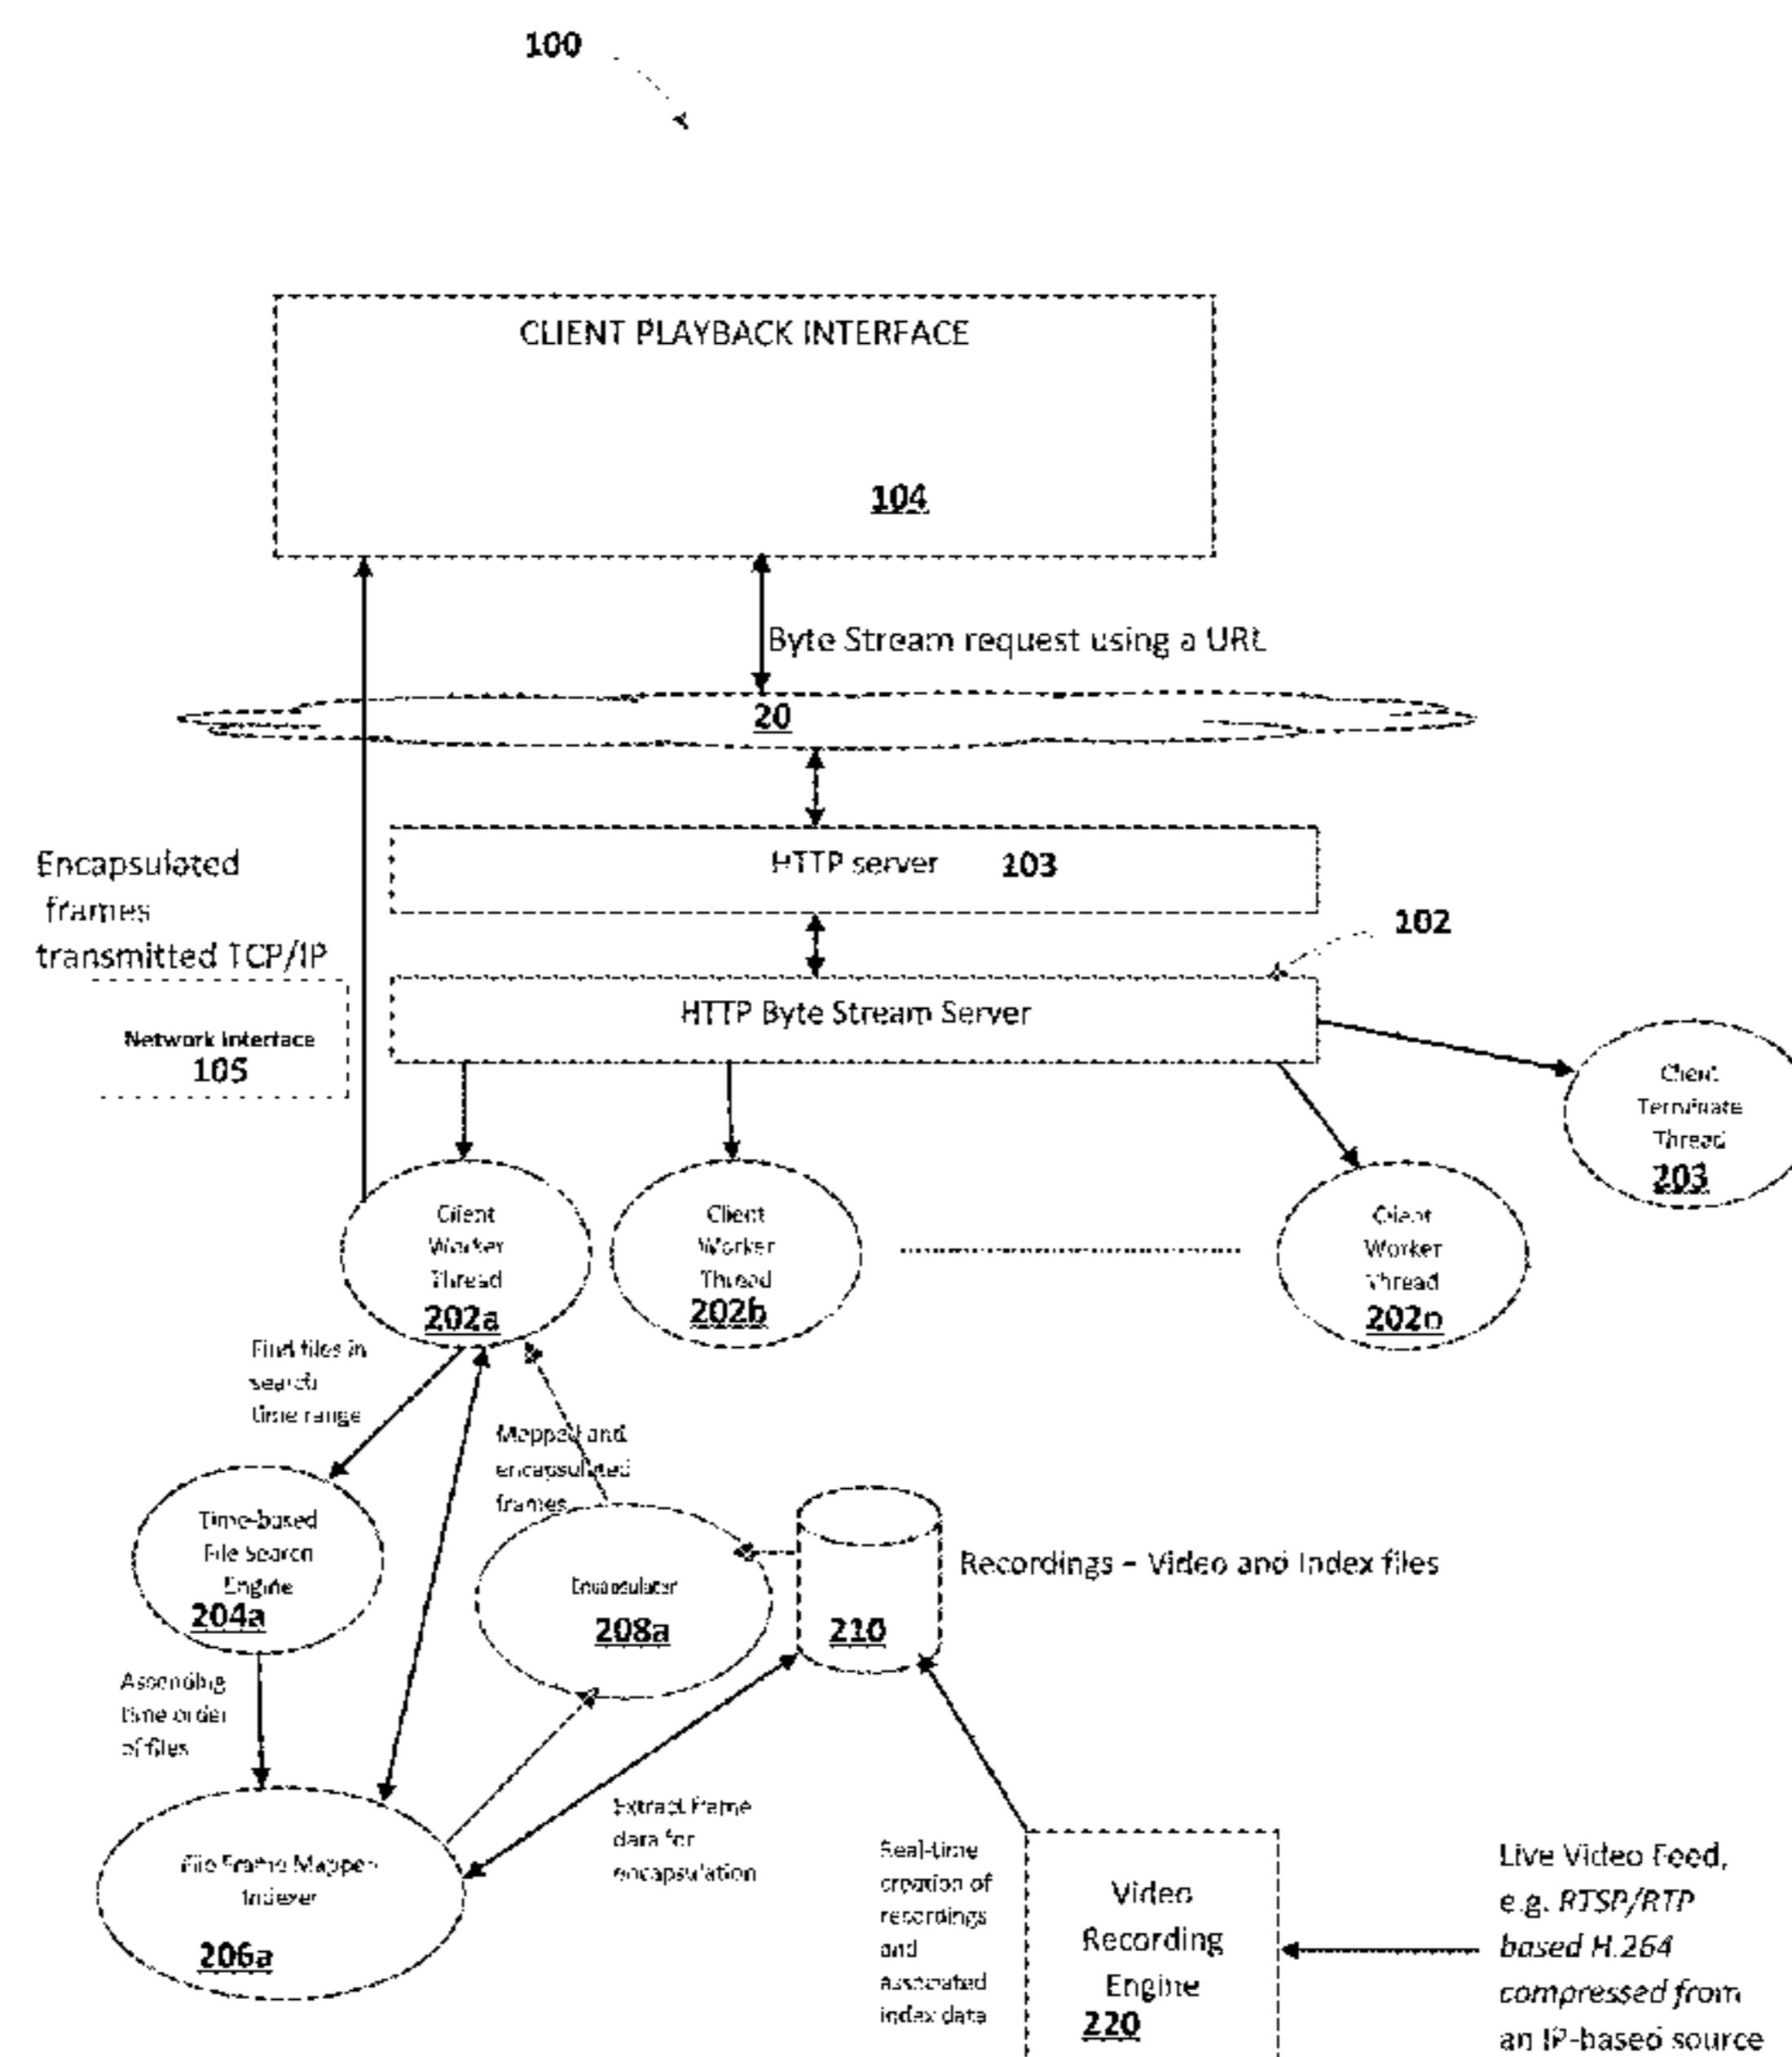 100
CLIENT PLAYBACK INTERFACE
104
Byte Stream request using a URL
20
HTTP server 103
Encapsulated
frames
transmitted TCP/IP
102
HTTP Byte Stream Server
Network Interface
105
Client
Terminate
Thread
203
Client
Worker
Thread
202a
Client
Worker
Thread
202b
Client
Worker
Thread
202n
Find files in
search
time range
Mapped and
encapsulated
frames
Time-based
File Search
Engine
204a
Encapsulator
208a
210
Recordings – Video and Index files
Ascending
time order
of files
File Frame Mapper
Indexer
206a
Extract frame
data for
encapsulation
Real-time
creation of
recordings
and
associated
index data
Video
Recording
Engine
220
Live Video Feed,
e.g. RTSP/RTP
based H.264
compressed from
an IP-based source